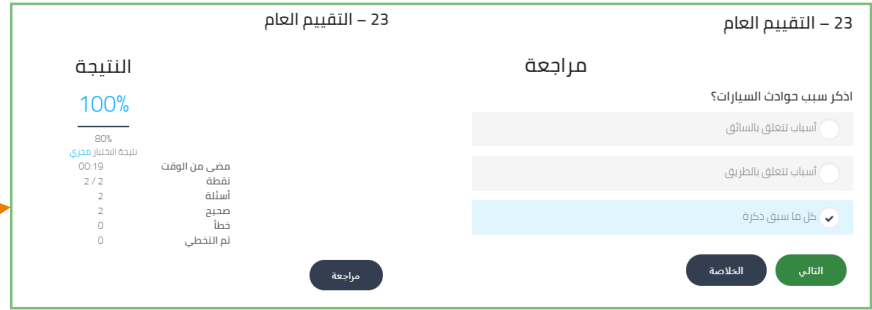 23 – التقييم العام
مراجعة
اذكر سبب حوادث السيارات؟
أسباب تتعلق بالسائق
أسباب تتعلق بالطريق
كل ما سبق ذكرة
التالي
الخلاصة
23 – التقييم العام
النتيجة
100%
80%
نتيجة الاختبار مجزي
مضى من الوقت 00:19
نقطة 2 / 2
أسئلة 2
صحيح 2
خطأ 0
تم التخطي 0
مراجعة